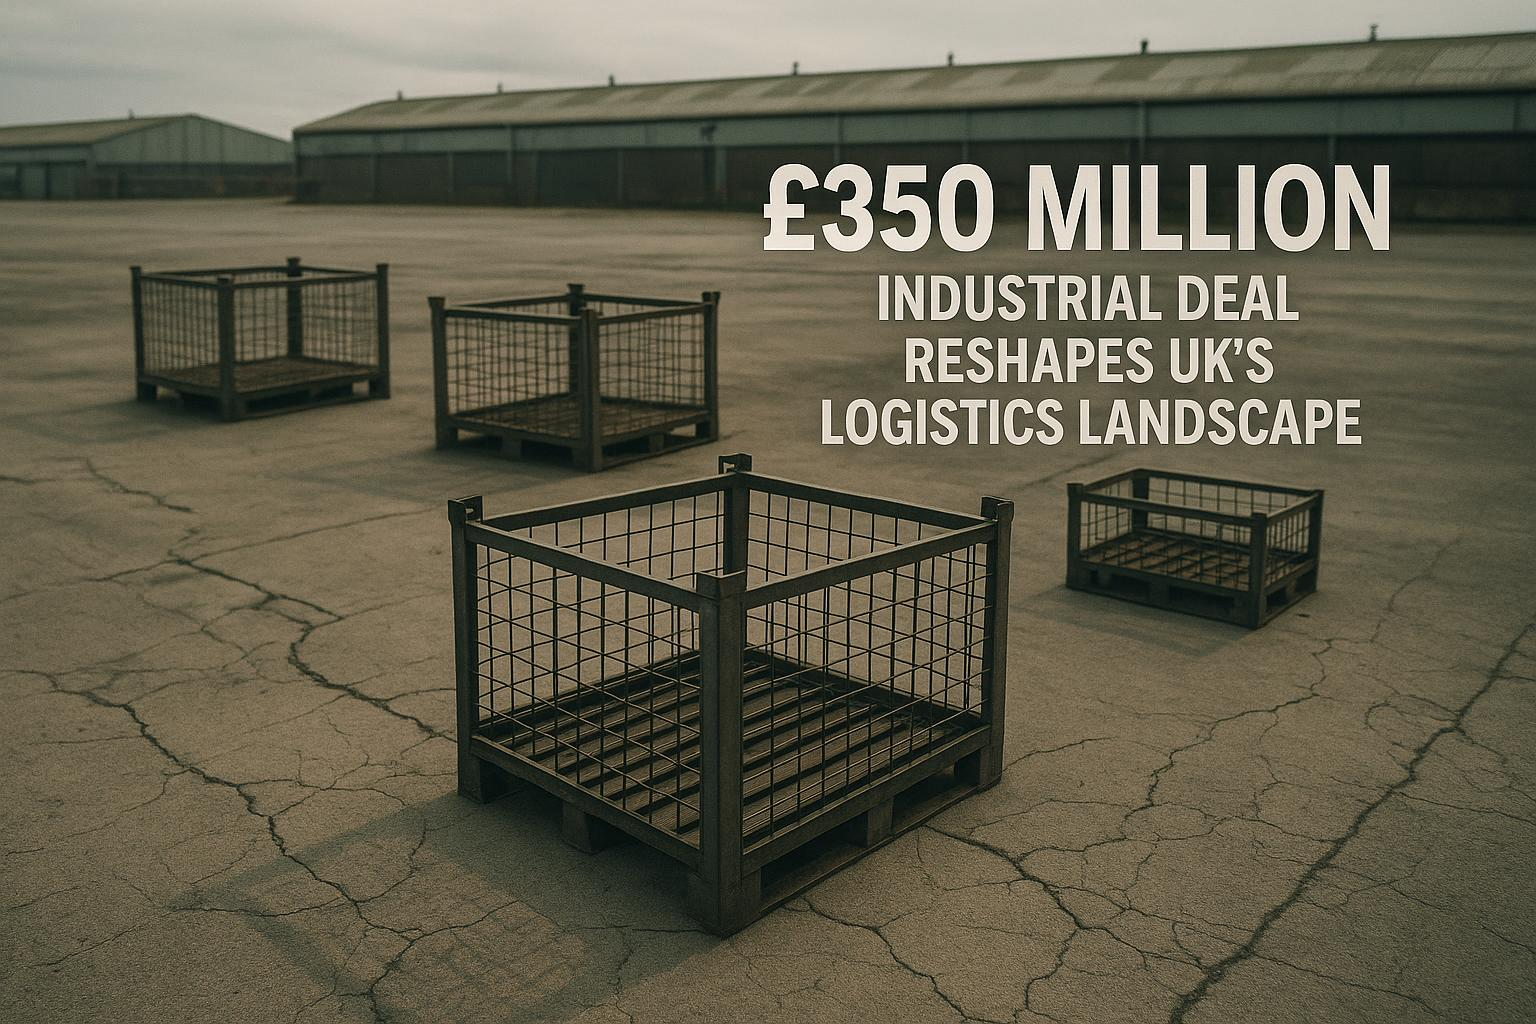 £350 MILLION
INDUSTRIAL DEAL
RESHAPES UK’S
LOGISTICS LANDSCAPE